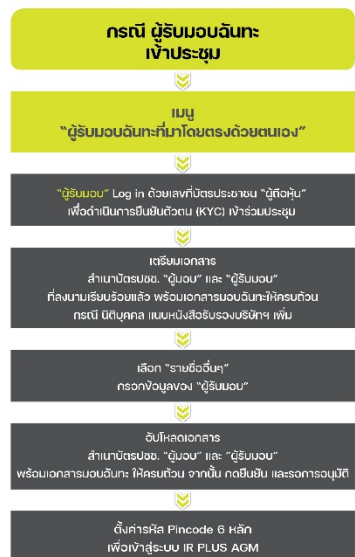 กรณี ผู้รับมอบฉันทะ
เข้าประชุม
เมนู
“ผู้รับมอบฉันทะที่มาโดยตรงด้วยตนเอง”
“ผู้รับมอบ” Log in ด้วยเลขที่บัตรประชาชน “ผู้ถือหุ้น”
เพื่อดำเนินการยืนยันตัวตน (KYC) เข้าร่วมประชุม
เตรียมเอกสาร
สำเนาบัตรปชช. “ผู้มอบ” และ “ผู้รับมอบ”
ที่ลงนามเรียบร้อยแล้ว พร้อมเอกสารมอบฉันทะให้ครบถ้วน
กรณี นิติบุคคล แนบหนังสือรับรองบริษัทฯ เพิ่ม
เลือก “รายชื่ออื่นๆ”
กรอกข้อมูลของ “ผู้รับมอบ”
อัปโหลดเอกสาร
สำเนาบัตรปชช. “ผู้มอบ” และ “ผู้รับมอบ”
พร้อมเอกสารมอบฉันทะ ให้ครบถ้วน จากนั้น กดยืนยัน และรอการอนุมัติ
ตั้งค่ารหัส Pincode 6 หลัก
เพื่อเข้าสู่ระบบ IR PLUS AGM